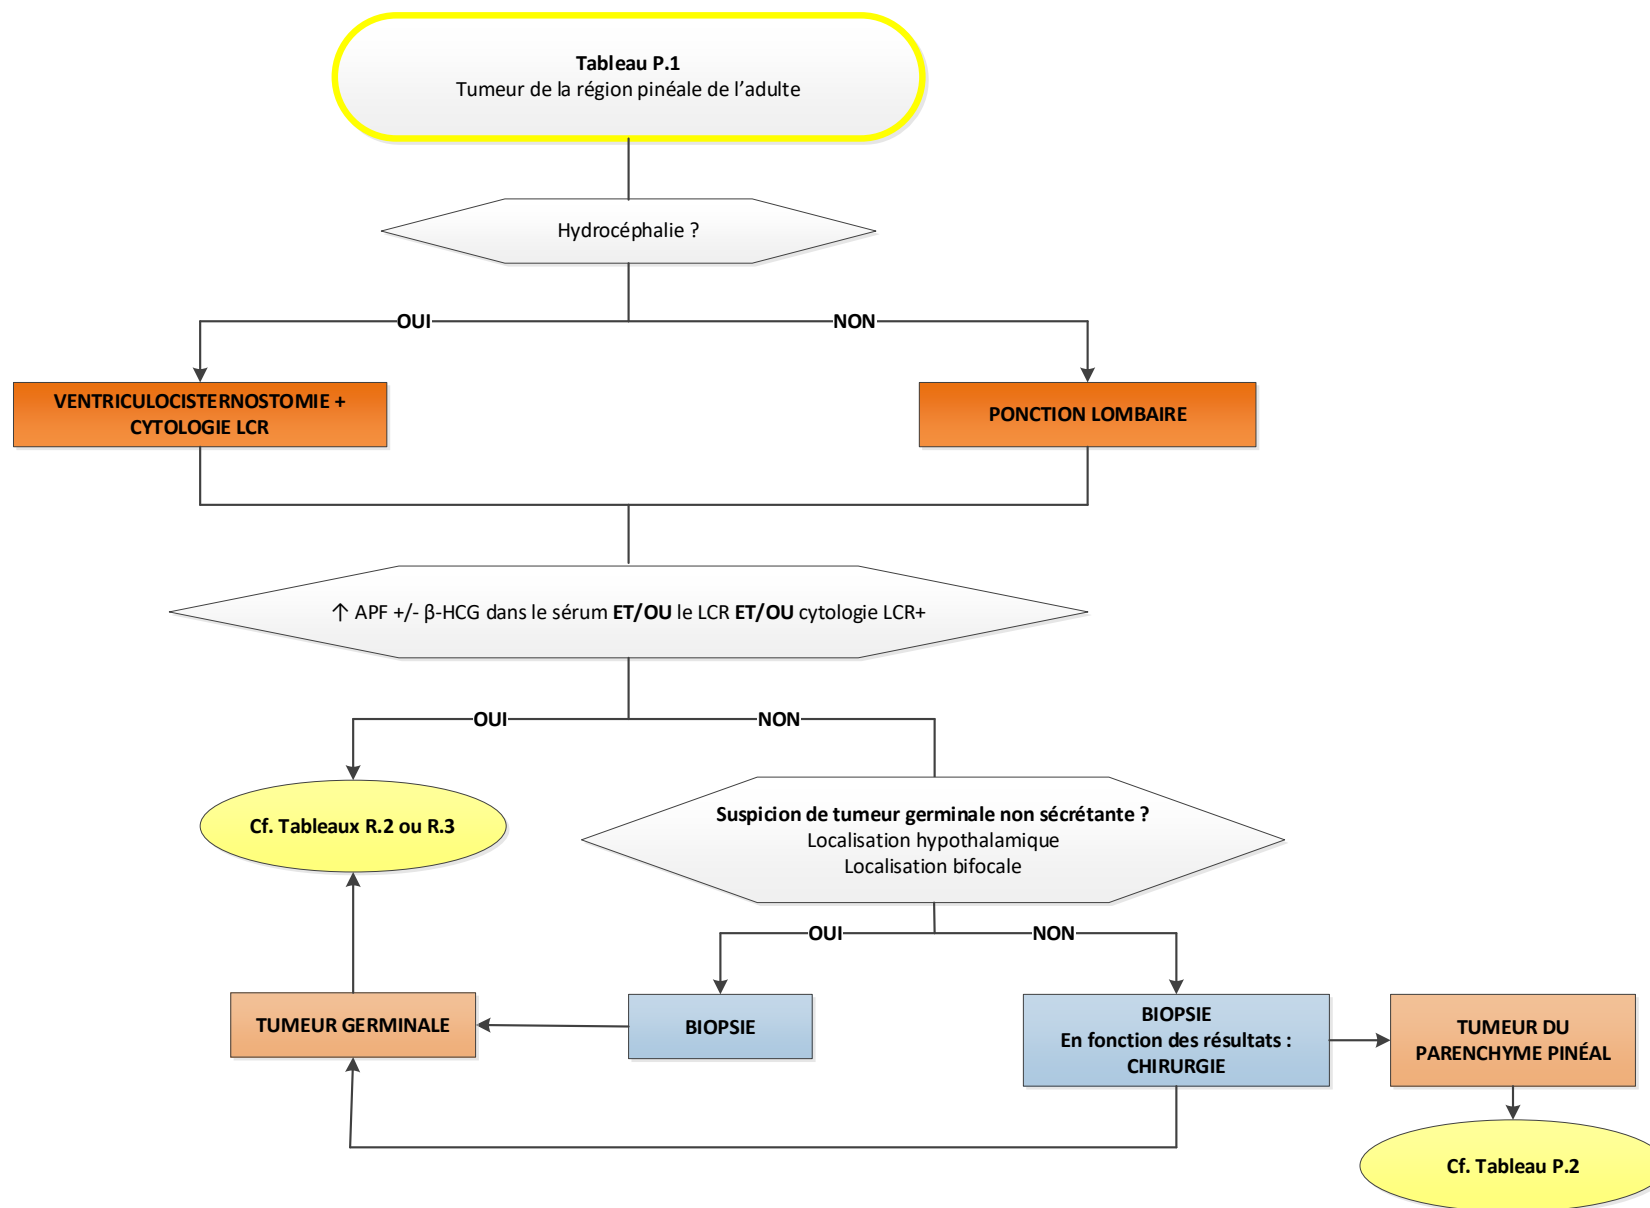 Tableau P.1
Tumeur de la région pinéale de l’adulte
Hydrocéphalie ?
OUI
NON
VENTRICULOCISTERNOSTOMIE +
CYTOLOGIE LCR
PONCTION LOMBAIRE
↑ APF +/- β-HCG dans le sérum ET/OU le LCR ET/OU cytologie LCR+
OUI
NON
Cf. Tableaux R.2 ou R.3
Suspicion de tumeur germinale non sécrétante ?
Localisation hypothalamique
Localisation bifocale
OUI
NON
TUMEUR GERMINALE
BIOPSIE
BIOPSIE
En fonction des résultats :
CHIRURGIE
TUMEUR DU
PARENCHYME PINÉAL
Cf. Tableau P.2